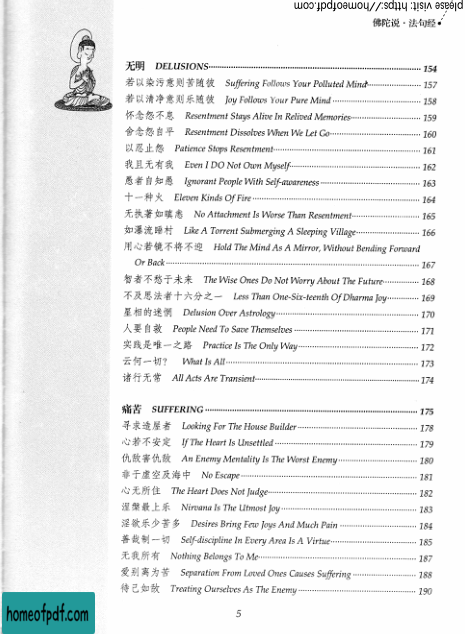 please visit: https://homeofpdf.com
佛陀说·法句经
无明 DELUSIONS 154
若以染污意则苦随彼 Suffering Follows Your Polluted Mind 157
若以清净意则乐随彼 Joy Follows Your Pure Mind 158
怀念怨不息 Resentment Stays Alive In Relived Memories 159
舍念怨自平 Resentment Dissolves When We Let Go 160
以忍止怨 Patience Stops Resentment 161
我且无有我 Even I DO Not Own Myself 162
愚者自知愚 Ignorant People With Self-awareness 163
十一种火 Eleven Kinds Of Fire 164
无执著如嗔恚 No Attachment Is Worse Than Resentment 165
如瀑流睡村 Like A Torrent Submerging A Sleeping Village 166
用心若镜不将不迎 Hold The Mind As A Mirror, Without Bending Forward
Or Back 167
智者不愁于未来 The Wise Ones Do Not Worry About The Future 168
不及思法者十六分之一 Less Than One-Six-teenth Of Dharma Joy 169
星相的迷惘 Delusion Over Astrology 170
人要自救 People Need To Save Themselves 171
实践是唯一之路 Practice Is The Only Way 172
云何一切? What Is All 173
诸行无常 All Acts Are Transient 174
痛苦 SUFFERING 175
寻求造屋者 Looking For The House Builder 178
心若不安定 If The Heart Is Unsettled 179
仇敌害仇敌 An Enemy Mentality Is The Worst Enemy 180
非于虚空及海中 No Escape 181
心无所住 The Heart Does Not Judge 182
涅槃最上乐 Nirvana Is The Utmost Joy 183
淫欲乐少苦多 Desires Bring Few Joys And Much Pain 184
善哉制一切 Self-discipline In Every Area Is A Virtue 185
无我所有 Nothing Belongs To Me 187
爱别离为苦 Separation From Loved Ones Causes Suffering 188
待己如敌 Treating Ourselves As The Enemy 190
5
homeofpdf.com